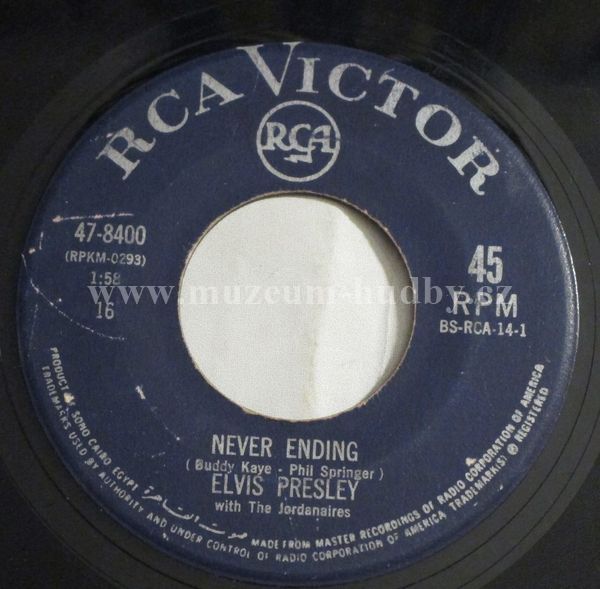 RCA VICTOR
RCA
47-8400
(RPKM-0293)
1:58
16
45
RPM
BS-RCA-14-1
www.muzeum-hudby.cz
NEVER ENDING
(Buddy Kaye - Phil Springer)
ELVIS PRESLEY
with The Jordanaires
PRODUCT OF SONO CAIRO EGYPT صوت القاهرة MADE FROM MASTER RECORDINGS OF RADIO CORPORATION OF AMERICA
TRADEMARKS USED BY AUTHORITY AND UNDER CONTROL OF RADIO CORPORATION OF AMERICA TRADEMARKS ® REGISTERED